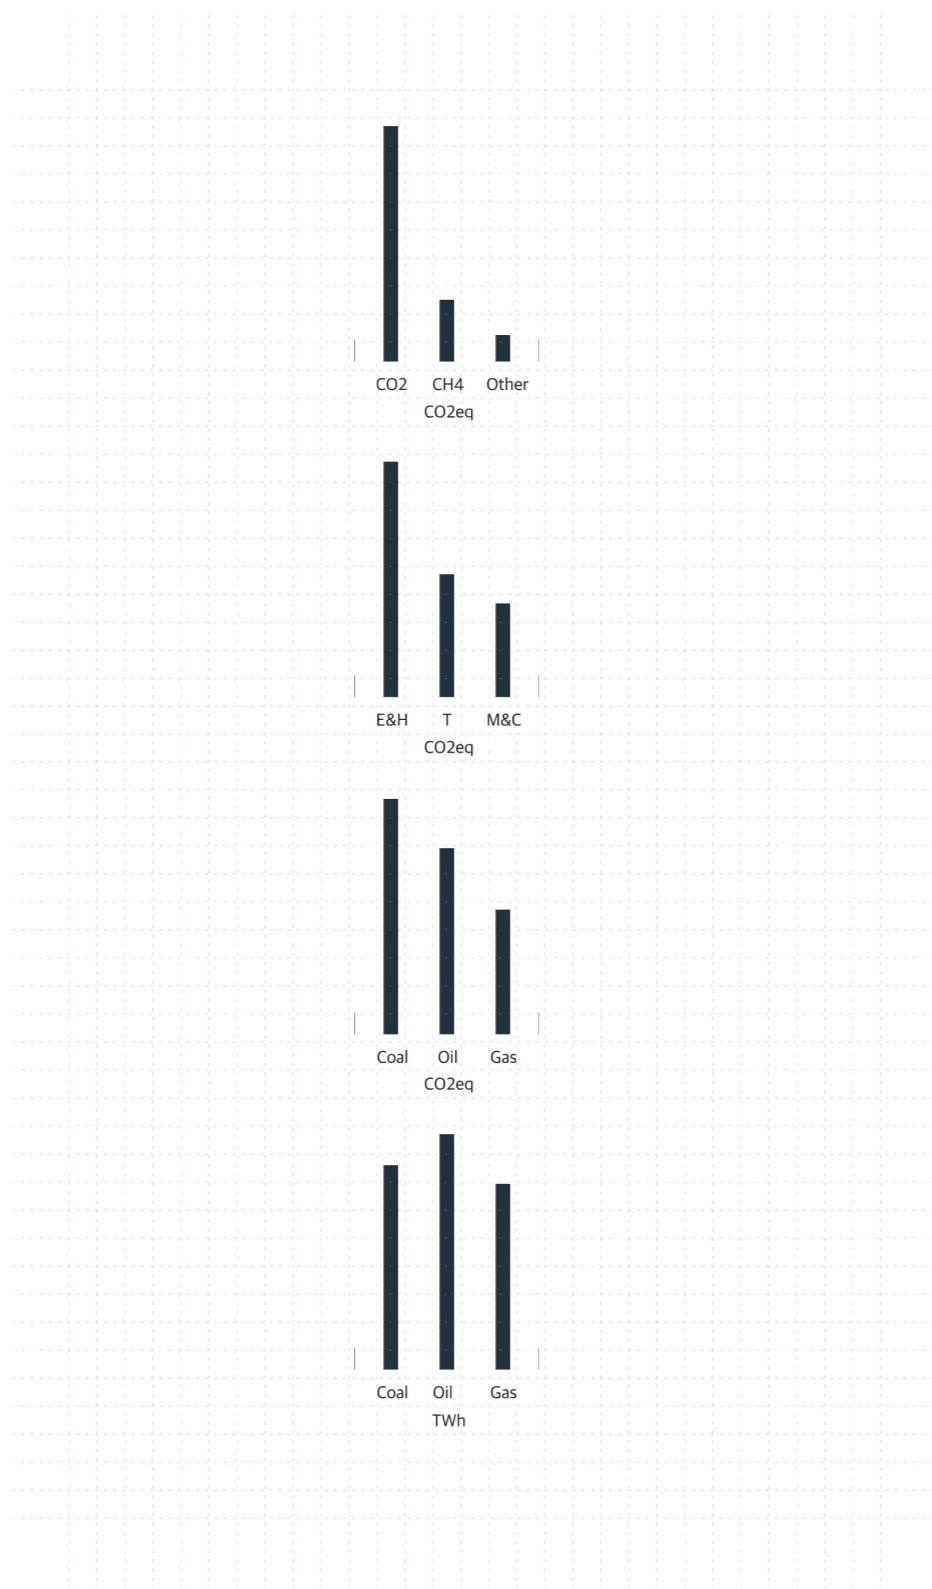 CO2 CH4 Other
CO2eq
E&H T M&C
CO2eq
Coal Oil Gas
CO2eq
Coal Oil Gas
TWh